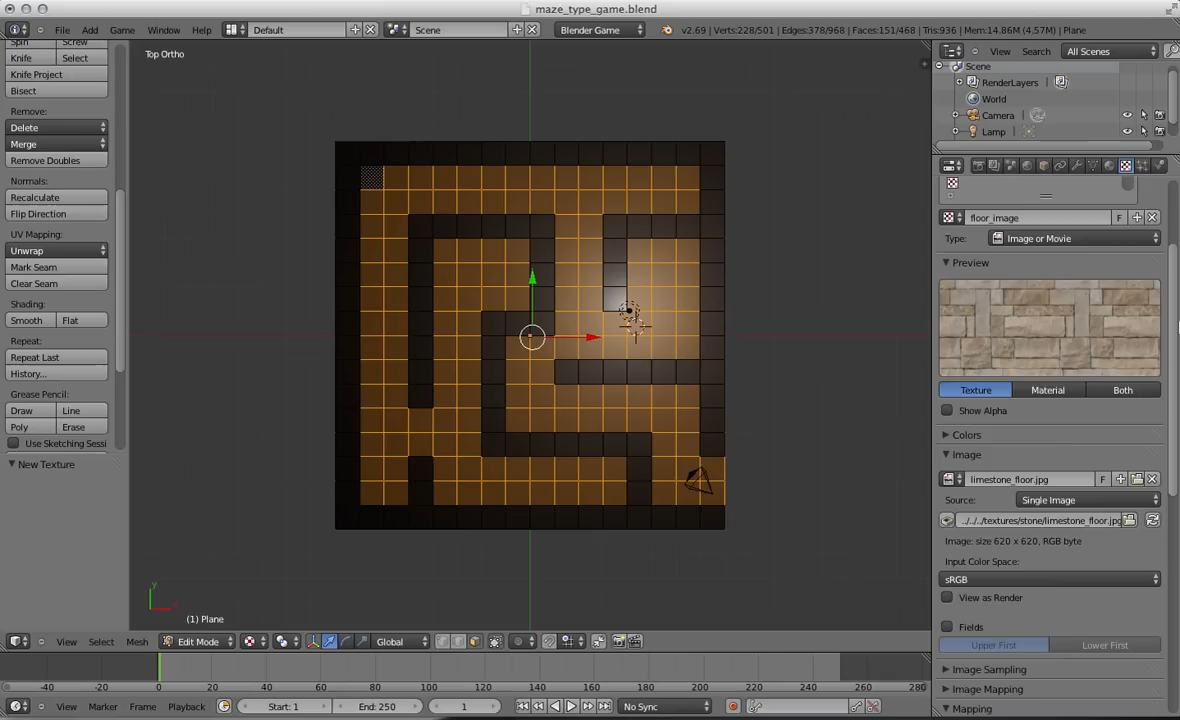 maze_type_game.blend
File Add Game Window Help Default Scene Blender Game v2.69 | Verts:228/501 | Edges:378/968 | Faces:151/468 | Tris:936 | Mem:14.86M (4.57M) | Plane
Spin Screw
Knife Select
Knife Project
Bisect
Remove:
Delete
Merge
Remove Doubles
Normals:
Recalculate
Flip Direction
UV Mapping:
Unwrap
Mark Seam
Clear Seam
Shading:
Smooth Flat
Repeat:
Repeat Last
History...
Grease Pencil:
Draw Line
Poly Erase
Use Sketching Sessi
New Texture
Top Ortho
y
x
(1) Plane
View Select Mesh Edit Mode Global
View Search All Scenes
Scene
RenderLayers |
World
Camera |
Lamp |
floor_image F
Type: Image or Movie
Preview
Texture Material Both
Show Alpha
Colors
Image
limestone_floor.jpg F
Source: Single Image
../../../textures/stone/limestone_floor.jpg
Image: size 620 x 620, RGB byte
Input Color Space:
sRGB
View as Render
Fields
Upper First Lower First
Image Sampling
Image Mapping
Mapping
-40 -20 0 20 40 60 80 100 120 140 160 180 200 220 240 260 280
View Marker Frame Playback Start: 1 End: 250 1 No Sync